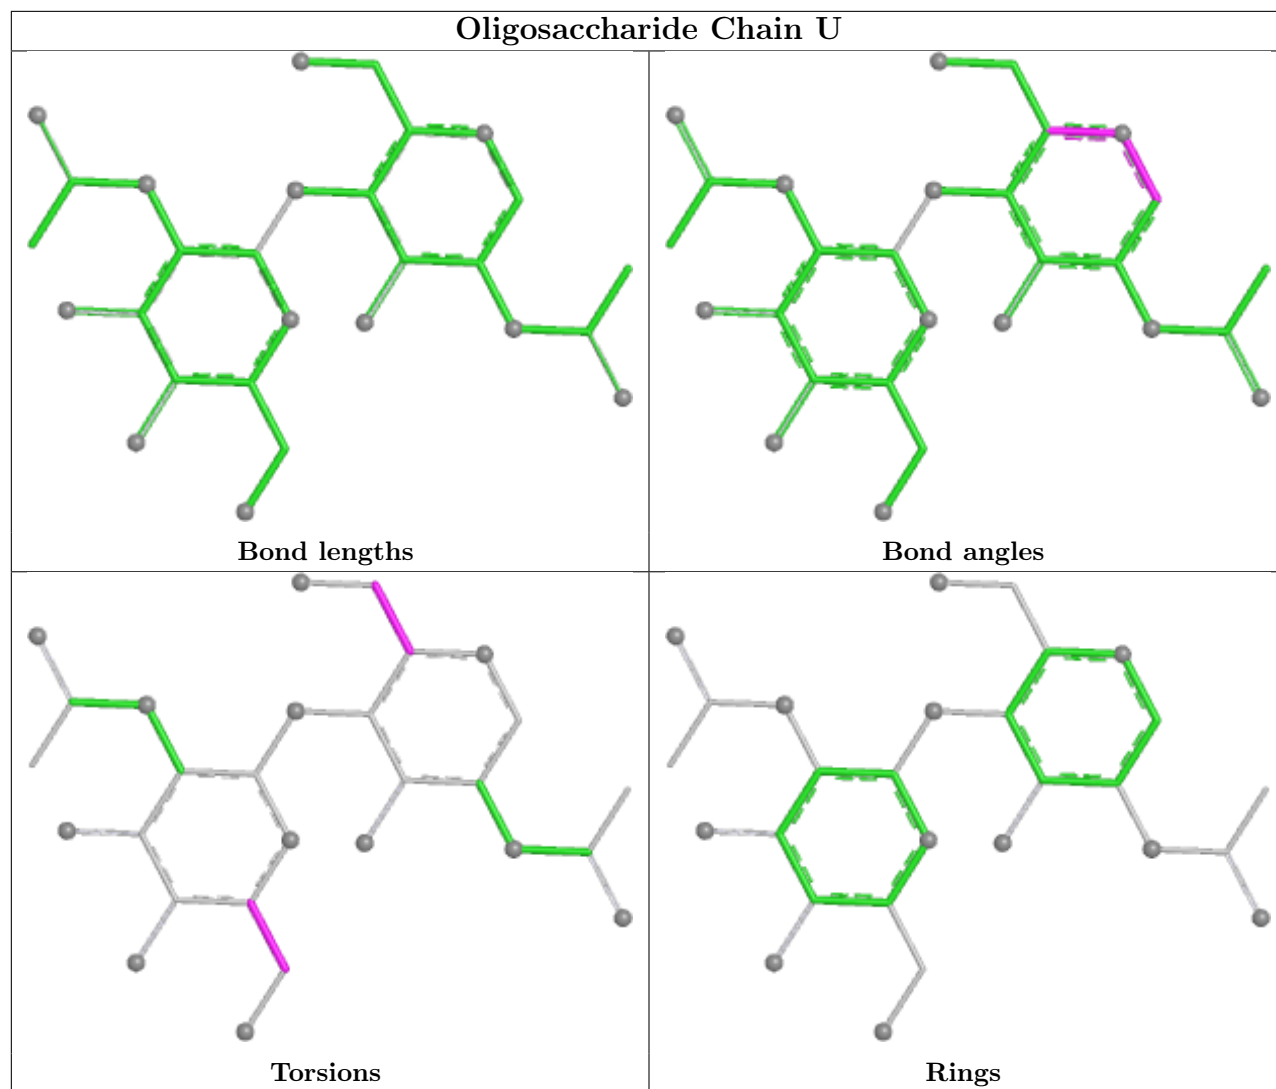 Oligosaccharide Chain U
Bond lengths
Bond angles
Torsions
Rings